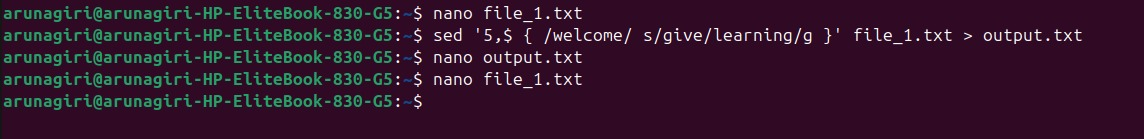 arunagiri@arunagiri-HP-EliteBook-830-G5:~$ nano file_1.txt
arunagiri@arunagiri-HP-EliteBook-830-G5:~$ sed '5,$ { /welcome/ s/give/learning/g }' file_1.txt > output.txt
arunagiri@arunagiri-HP-EliteBook-830-G5:~$ nano output.txt
arunagiri@arunagiri-HP-EliteBook-830-G5:~$ nano file_1.txt
arunagiri@arunagiri-HP-EliteBook-830-G5:~$